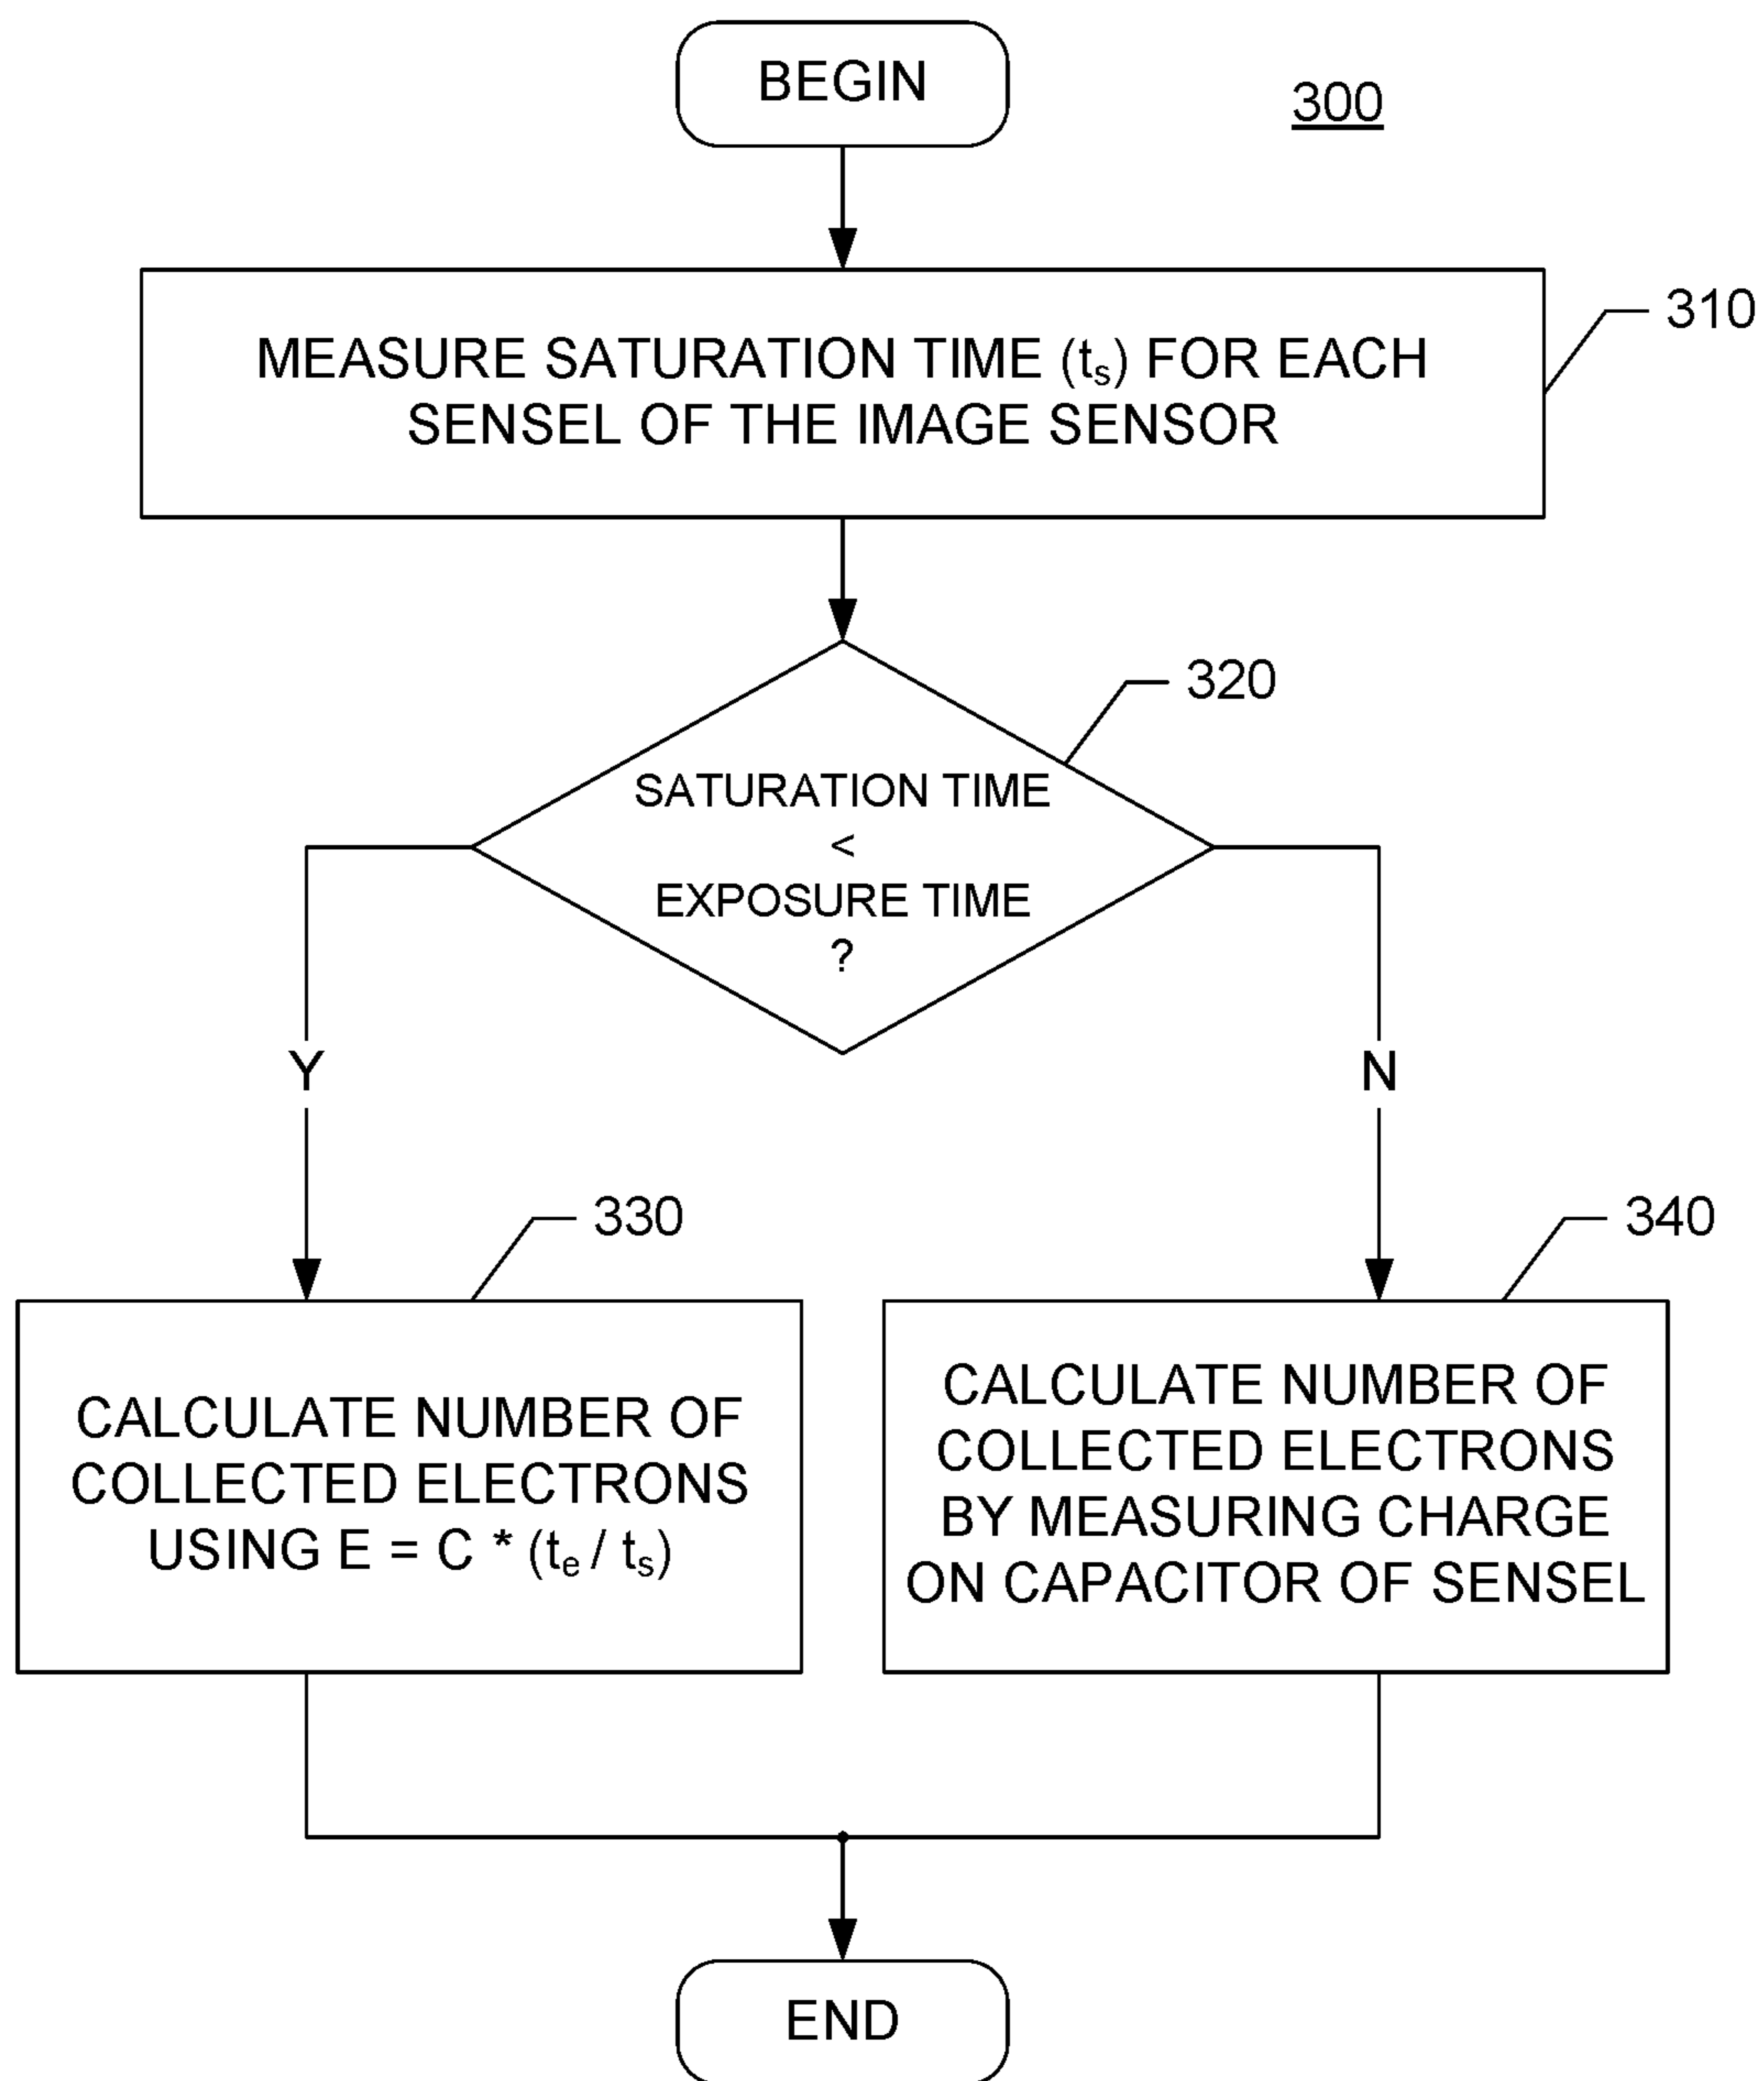 BEGIN
300
MEASURE SATURATION TIME (ts) FOR EACH
SENSEL OF THE IMAGE SENSOR
310
320
SATURATION TIME
<
EXPOSURE TIME
?
Y
N
330
340
CALCULATE NUMBER OF
COLLECTED ELECTRONS
USING E = C * (te / ts)
CALCULATE NUMBER OF
COLLECTED ELECTRONS
BY MEASURING CHARGE
ON CAPACITOR OF SENSEL
END